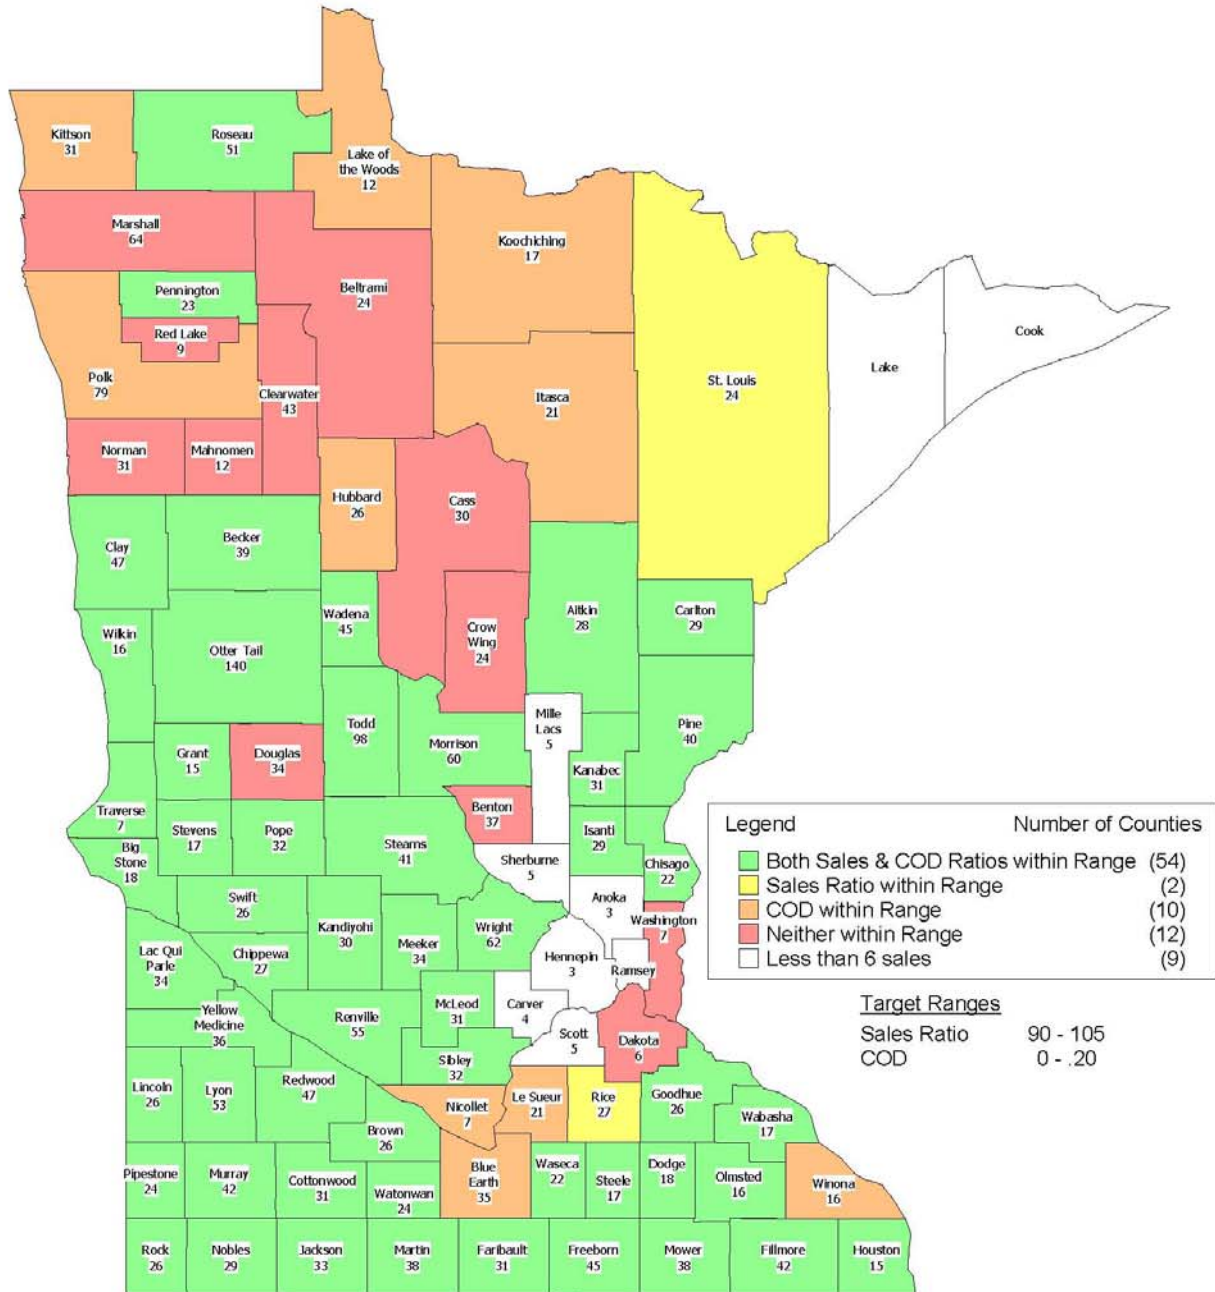 Kittson
31
Roseau
51
Lake of
the Woods
12
Koochiching
17
Marshall
64
Beltrami
24
Pennington
23
Red Lake
9
Polk
79
Clearwater
43
Itasca
21
St. Louis
24
Lake
Cook
Norman
31
Mahnomen
12
Hubbard
26
Cass
30
Clay
47
Becker
39
Wadena
45
Crow
Wing
24
Aitkin
28
Carlton
29
Wilkin
16
Otter Tail
140
Todd
98
Morrison
60
Mille
Lacs
5
Pine
40
Kanabec
31
Grant
15
Douglas
34
Benton
37
Traverse
7
Stevens
17
Pope
32
Stearns
41
Isanti
29
Sherburne
5
Chisago
22
Big
Stone
18
Swift
26
Kandiyohi
30
Meeker
34
Wright
62
Anoka
3
Washington
7
Hennepin
3
Ramsey
Lac Qui
Parle
34
Chippewa
27
Yellow
Medicine
36
Renville
55
McLeod
31
Carver
4
Scott
5
Dakota
6
Sibley
32
Lincoln
26
Lyon
53
Redwood
47
Brown
26
Nicollet
7
Le Sueur
21
Rice
27
Goodhue
26
Wabasha
17
Pipestone
24
Murray
42
Cottonwood
31
Watonwan
24
Blue
Earth
35
Waseca
22
Steele
17
Dodge
18
Olmsted
16
Winona
16
Rock
26
Nobles
29
Jackson
33
Martin
38
Faribault
31
Freeborn
45
Mower
38
Fillmore
42
Houston
15
Legend Number of Counties
Both Sales & COD Ratios within Range (54)
Sales Ratio within Range (2)
COD within Range (10)
Neither within Range (12)
Less than 6 sales (9)
Target Ranges
Sales Ratio 90 - 105
COD 0 - .20